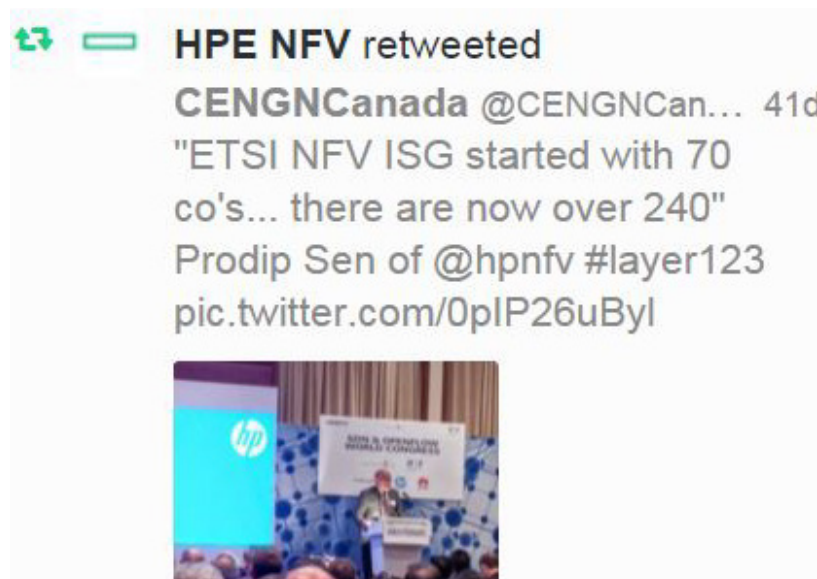 HPE NFV retweeted
CENGNCanada @CENGNCan... 41d
"ETSI NFV ISG started with 70
co's... there are now over 240"
Prodip Sen of @hpnfv #layer123
pic.twitter.com/0pIP26uByI
hp
SDN & OPENFLOW
WORLD CONGRESS